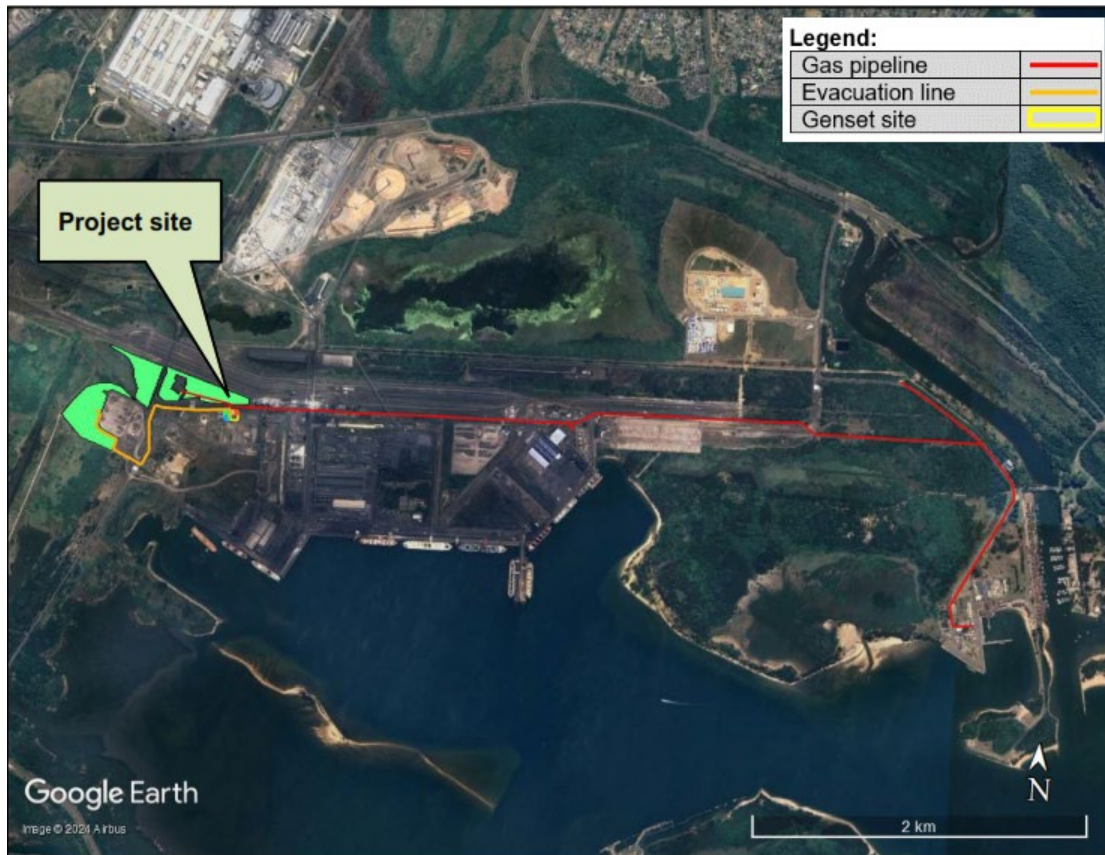 Legend:
Gas pipeline
Evacuation line
Genset site
Project site
N
Google Earth
Image © 2024 Airbus
2 km